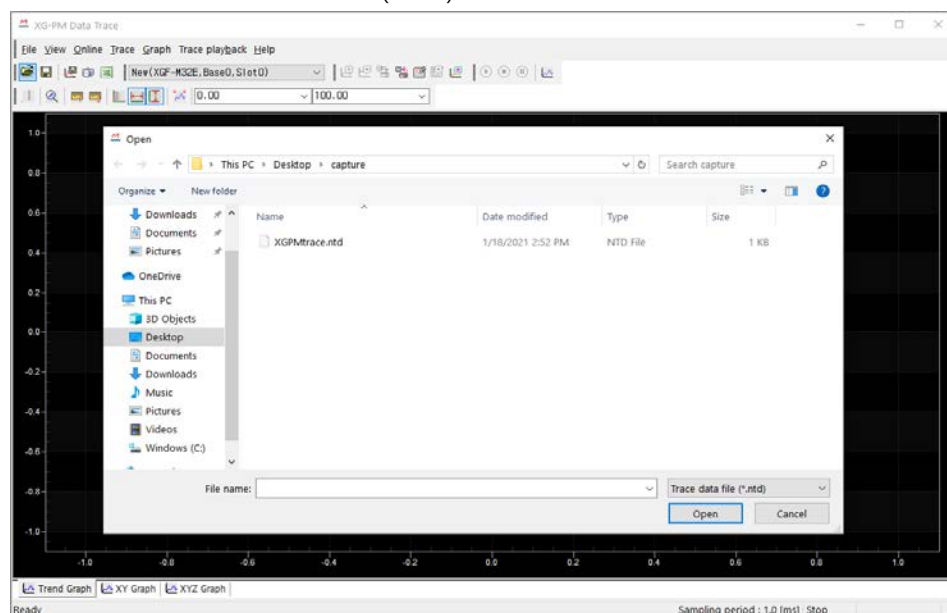 XG-PM Data Trace
File View Online Trace Graph Trace playback Help
New(XGF-M32E,Base0,Slot0)
0.00 100.00
Open
This PC > Desktop > capture
Search capture
Organize New folder
Name Date modified Type Size
XGPMtrace.ntd 1/18/2021 2:52 PM NTD File 1 KB
Downloads
Documents
Pictures
OneDrive
This PC
3D Objects
Desktop
Documents
Downloads
Music
Pictures
Videos
Windows (C:)
File name: Trace data file (*.ntd)
Open Cancel
1.0
0.8
0.6
0.4
0.2
0.0
-0.2
-0.4
-0.6
-0.8
-1.0
-1.0 -0.8 -0.6 -0.4 -0.2 0.0 0.2 0.4 0.6 0.8 1.0
Trend Graph XY Graph XYZ Graph
Ready Sampling period : 1.0 [ms] Stop